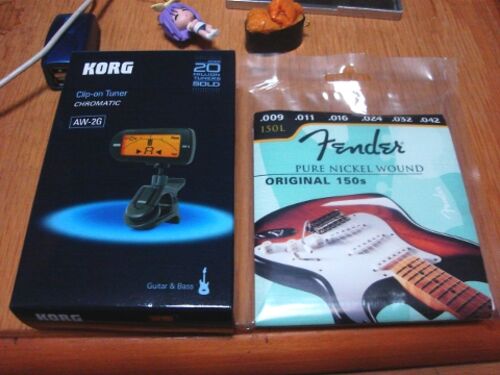 KORG
20
MILLION
TUNERS
SOLD
Clip-on Tuner
CHROMATIC
AW-2G
A
Guitar & Bass
KORG
.009 .011 .016 .024 .032 .042
150L
Fender
PURE NICKEL WOUND
ORIGINAL 150s
Fender